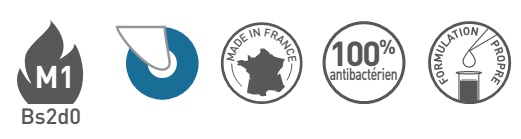 M1
Bs2d0
MADE IN FRANCE
100%
antibactérien
FORMULATION PROPRE